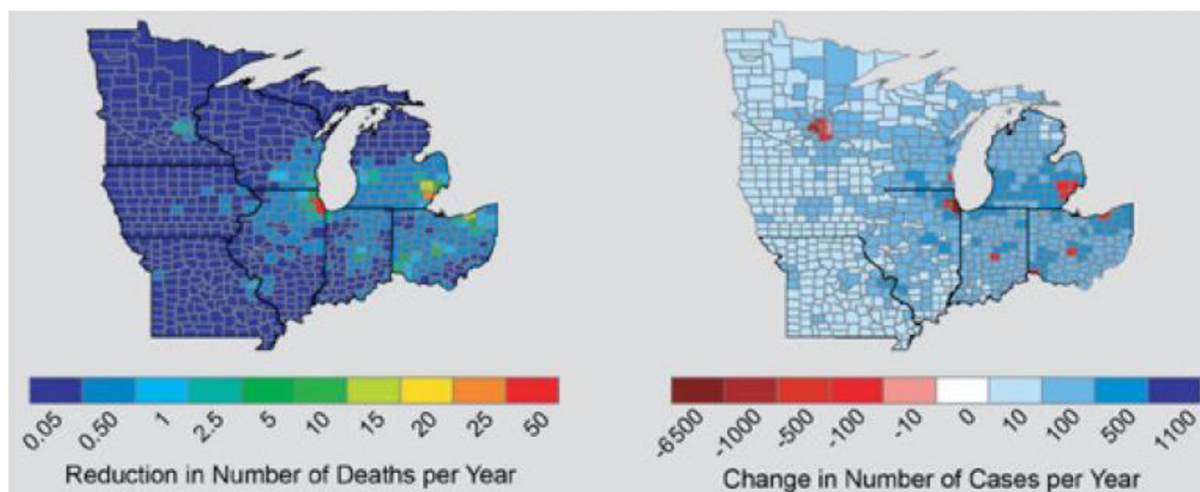 0.05 0.50 1 2.5 5 10 15 20 25 50
Reduction in Number of Deaths per Year
-6500 -1000 -500 -100 -10 0 10 100 500 1100
Change in Number of Cases per Year